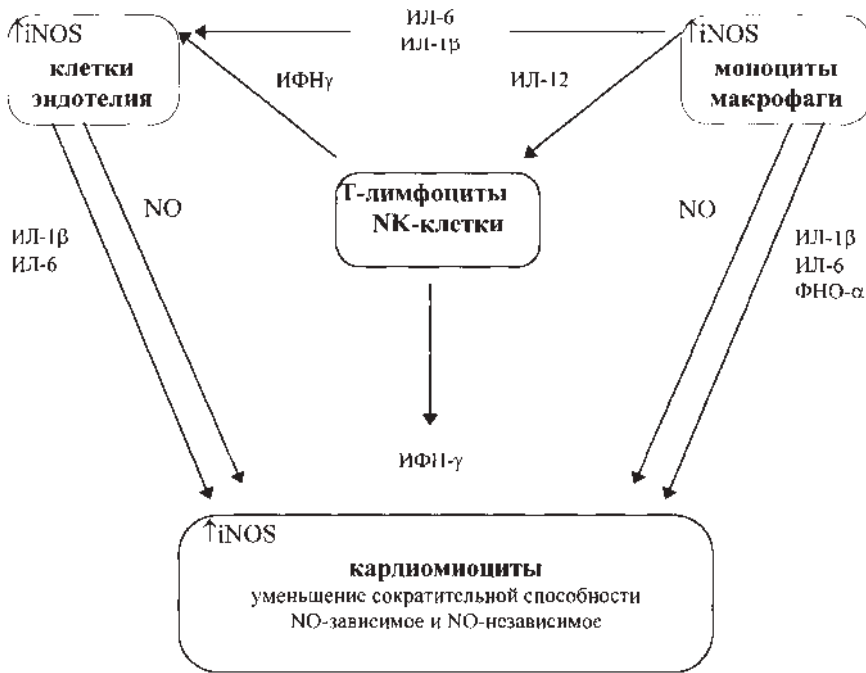 ↑iNOS
клетки
эндотелия
ИЛ-6
ИЛ-1β
↑iNOS
моноциты
макрофаги
ИФНγ
ИЛ-12
Т-лимфоциты
NK-клетки
NO
ИЛ-1β
ИЛ-6
NO
ИЛ-1β
ИЛ-6
ФНО-α
ИФН-γ
↑iNOS
кардиомиоциты
уменьшение сократительной способности
NO-зависимое и NO-независимое